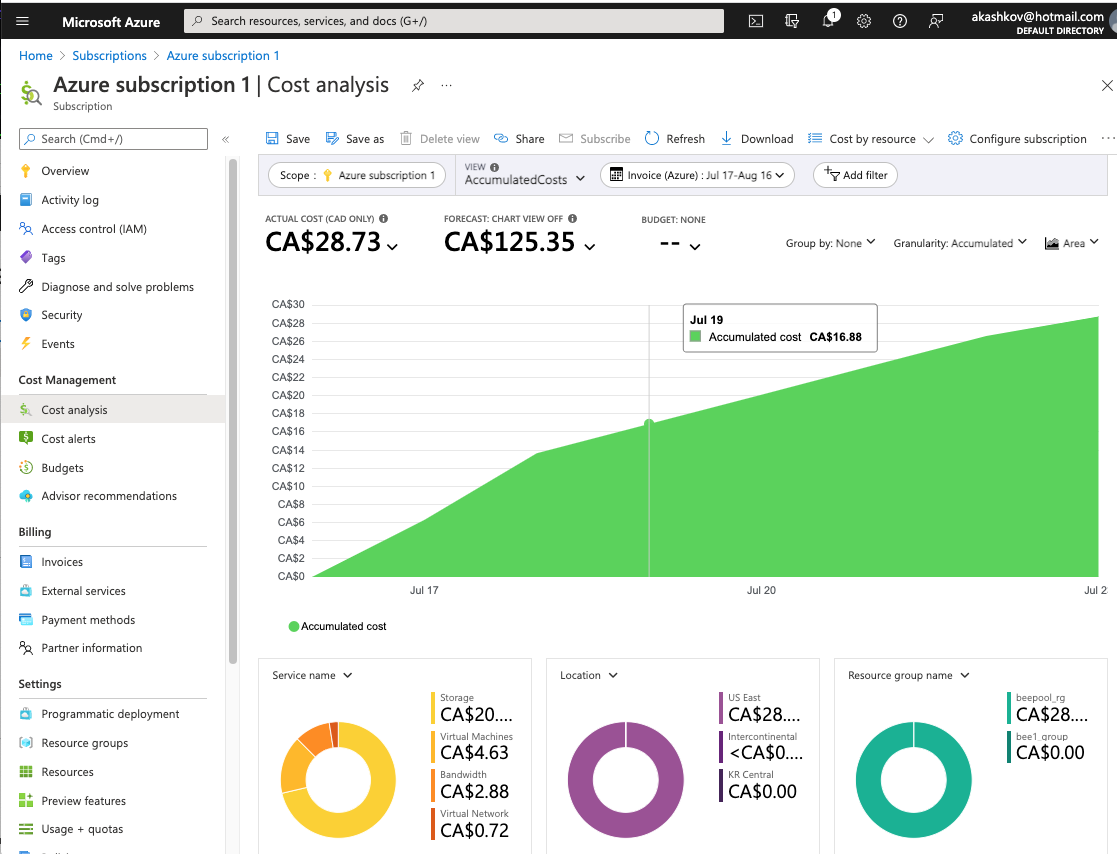 Microsoft Azure
Search resources, services, and docs (G+/)
1
akashkov@hotmail.com
DEFAULT DIRECTORY
Home > Subscriptions > Azure subscription 1
Azure subscription 1 | Cost analysis
...
Subscription
Search (Cmd+/)
«
Overview
Activity log
Access control (IAM)
Tags
Diagnose and solve problems
Security
Events
Cost Management
Cost analysis
Cost alerts
Budgets
Advisor recommendations
Billing
Invoices
External services
Payment methods
Partner information
Settings
Programmatic deployment
Resource groups
Resources
Preview features
Usage + quotas
Save
Save as
Delete view
Share
Subscribe
Refresh
Download
Cost by resource
Configure subscription
...
Scope : Azure subscription 1
VIEW
AccumulatedCosts
Invoice (Azure) : Jul 17-Aug 16
Add filter
ACTUAL COST (CAD ONLY)
CA$28.73
FORECAST: CHART VIEW OFF
CA$125.35
BUDGET: NONE
--
Group by: None
Granularity: Accumulated
Area
CA$30
CA$28
CA$26
CA$24
CA$22
CA$20
CA$18
CA$16
CA$14
CA$12
CA$10
CA$8
CA$6
CA$4
CA$2
CA$0
Jul 19
Accumulated cost CA$16.88
Jul 17
Jul 20
Jul 2
Accumulated cost
Service name
Storage
CA$20....
Virtual Machines
CA$4.63
Bandwidth
CA$2.88
Virtual Network
CA$0.72
Location
US East
CA$28....
Intercontinental
<CA$0....
KR Central
CA$0.00
Resource group name
beepool_rg
CA$28....
bee1_group
CA$0.00